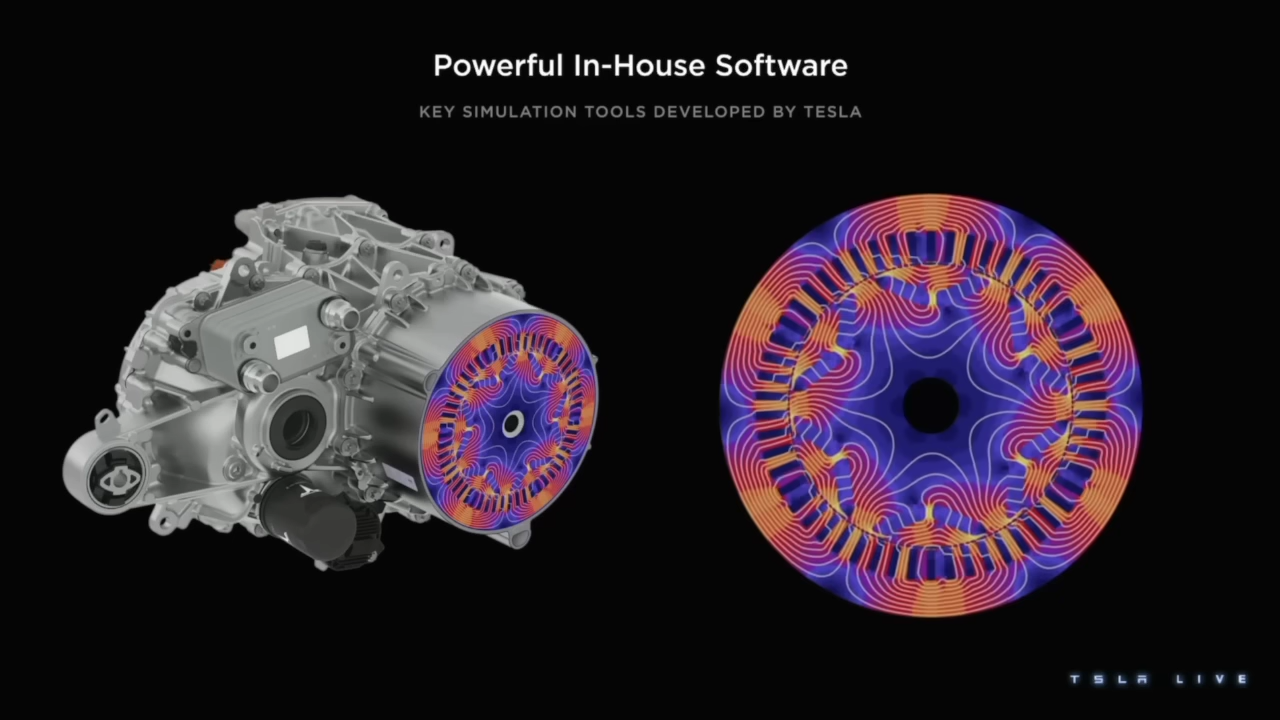 Powerful In-House Software
KEY SIMULATION TOOLS DEVELOPED BY TESLA
TSLA LIVE